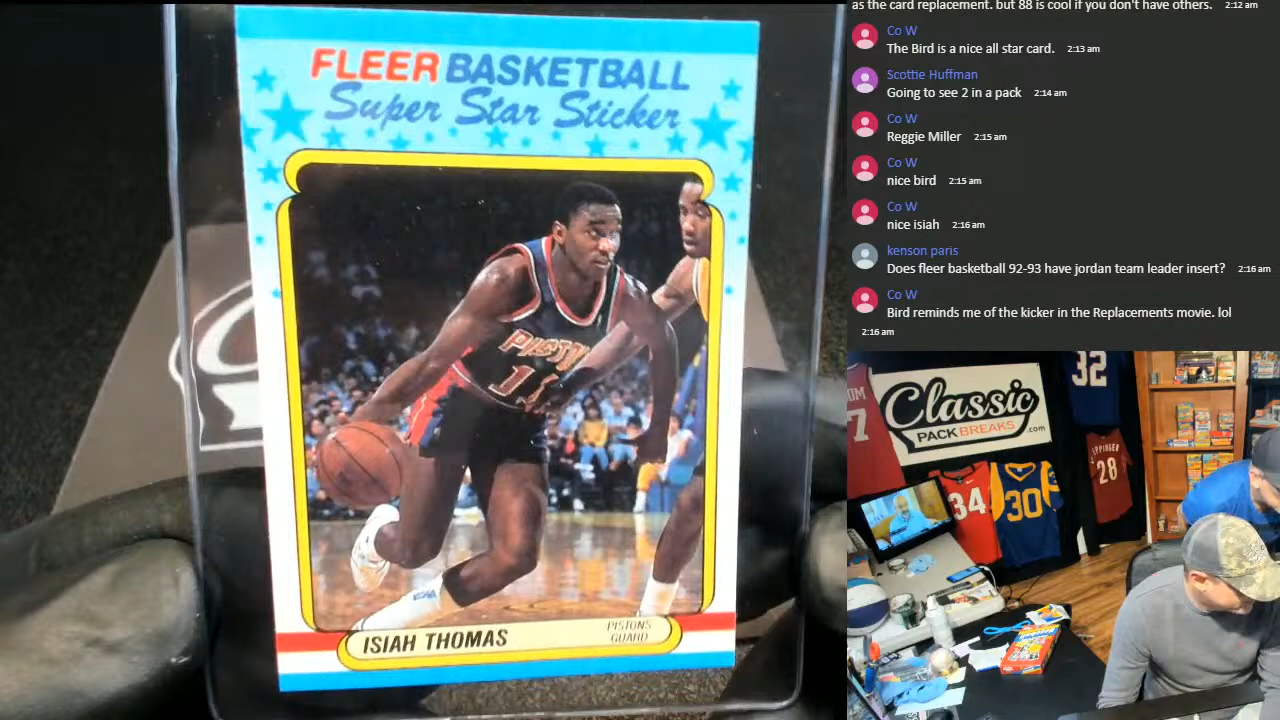 FLEER BASKETBALL
Super Star Sticker
PISTONS
11
ISIAH THOMAS
PISTONS
GUARD
as the card replacement. but 88 is cool if you don't have others. 2:12 am
Co W
The Bird is a nice all star card. 2:13 am
Scottie Huffman
Going to see 2 in a pack 2:14 am
Co W
Reggie Miller 2:15 am
Co W
nice bird 2:15 am
Co W
nice isiah 2:16 am
kenson paris
Does fleer basketball 92-93 have jordan team leader insert? 2:16 am
Co W
Bird reminds me of the kicker in the Replacements movie. lol
2:16 am
Classic
PACK BREAKS.com
32
7
34
30
28